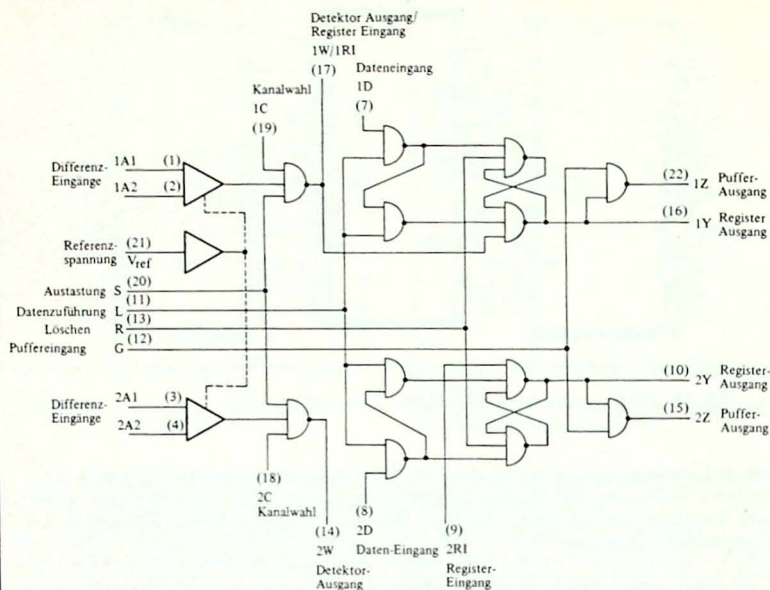 Detektor Ausgang/
Register Eingang
1W/1RI
(17)
Dateneingang
1D
(7)
Kanalwahl
1C
(19)
Differenz-
Eingänge
1A1 (1)
1A2 (2)
(22) 1Z Puffer-
Ausgang
(16) 1Y Register
Ausgang
Referenz-
spannung
(21)
Vref
Austastung S (20)
Datenzuführung L (11)
Löschen R (13)
Puffereingang G (12)
Differenz-
Eingänge
2A1 (3)
2A2 (4)
(10) 2Y Register-
Ausgang
(15) 2Z Puffer-
Ausgang
(18)
2C
Kanalwahl
(14)
2W
Detektor-
Ausgang
(8)
2D
Daten-Eingang
(9)
2RI
Register-
Eingang